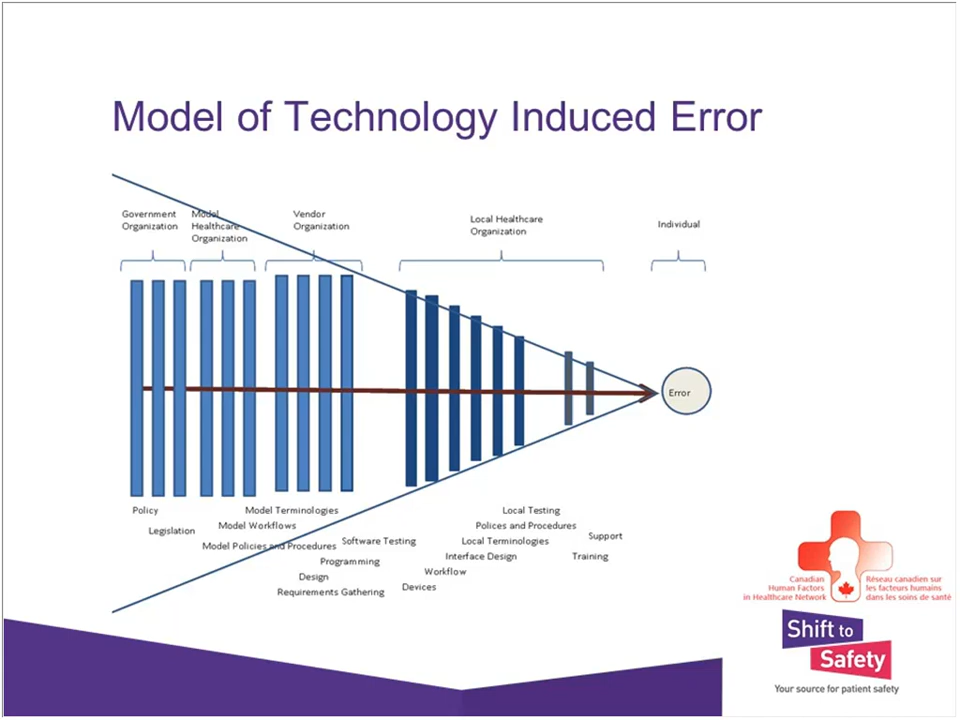 Model of Technology Induced Error
Government
Organization
Model
Healthcare
Organization
Vendor
Organization
Local Healthcare
Organization
Individual
Error
Policy
Legislation
Model Terminologies
Model Workflows
Model Policies and Procedures
Software Testing
Programming
Design
Requirements Gathering
Local Testing
Polices and Procedures
Local Terminologies
Interface Design
Workflow
Devices
Support
Training
Canadian
Human Factors
in Healthcare Network
Réseau canadien sur
les facteurs humains
dans les soins de santé
Shift to
Safety
Your source for patient safety